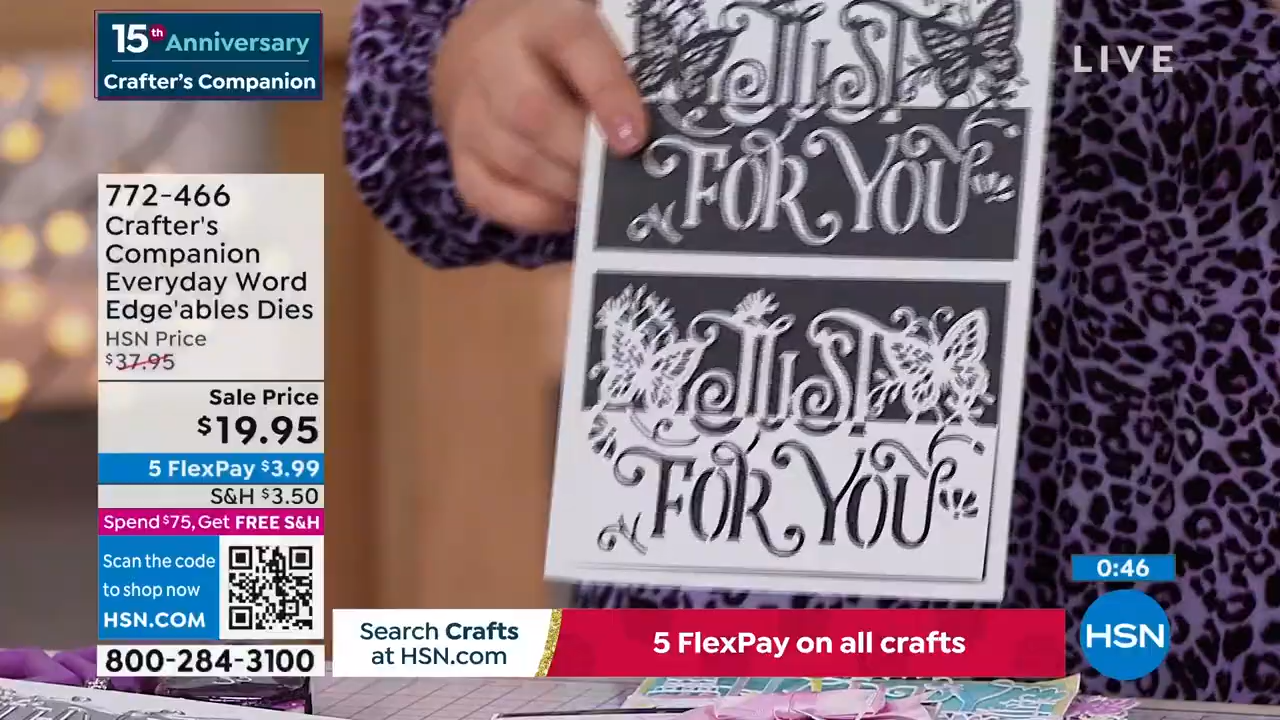 15th Anniversary
Crafter's Companion
LIVE
JUST
FOR YOU
JUST
FOR YOU
772-466
Crafter's
Companion
Everyday Word
Edge'ables Dies
HSN Price
$37.95
Sale Price
$19.95
5 FlexPay $3.99
S&H $3.50
Spend $75, Get FREE S&H
Scan the code
to shop now
HSN.COM
800-284-3100
Search Crafts
at HSN.com
5 FlexPay on all crafts
0:46
HSN